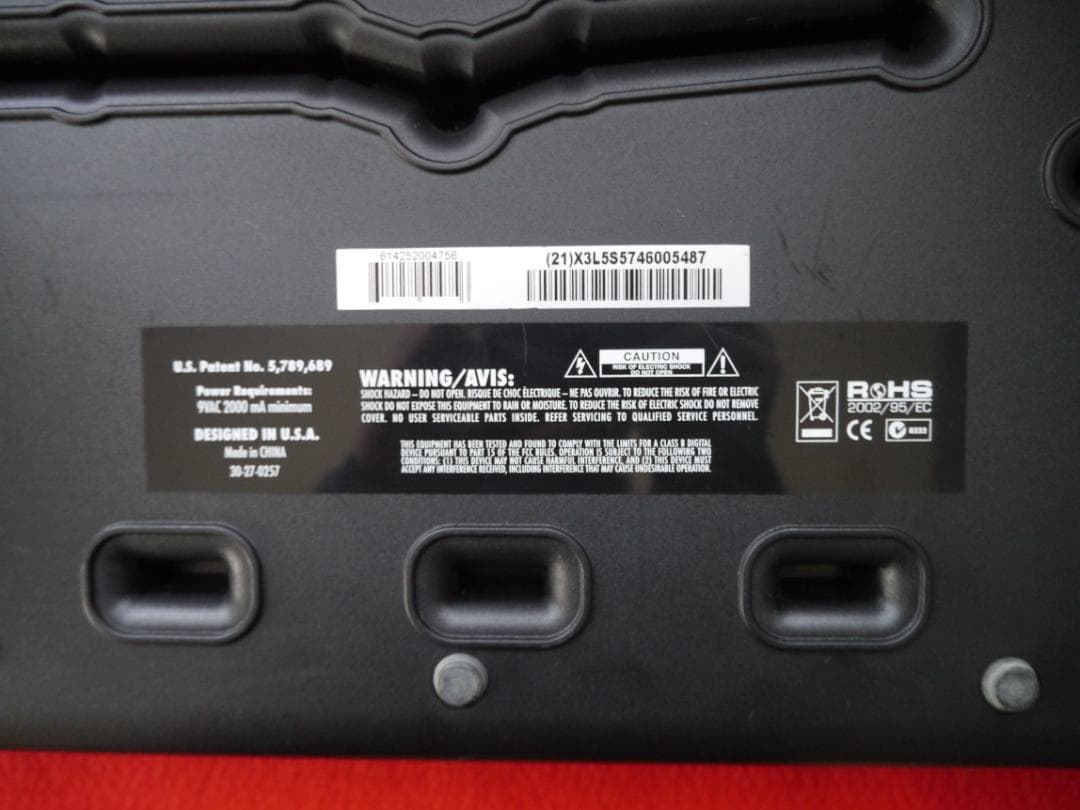 614252004756
(21)X3L5S5746005487
U.S. Patent No. 5,789,689
Power Requirements:
9VAC 2000 mA minimum
DESIGNED IN U.S.A.
Made in CHINA
30-27-0257
CAUTION
RISK OF ELECTRIC SHOCK
DO NOT OPEN
WARNING/AVIS:
SHOCK HAZARD – DO NOT OPEN. RISQUE DE CHOC ÉLECTRIQUE – NE PAS OUVRIR. TO REDUCE THE RISK OF FIRE OR ELECTRIC
SHOCK DO NOT EXPOSE THIS EQUIPMENT TO RAIN OR MOISTURE. TO REDUCE THE RISK OF ELECTRIC SHOCK DO NOT REMOVE
COVER. NO USER SERVICEABLE PARTS INSIDE. REFER SERVICING TO QUALIFIED SERVICE PERSONNEL.
THIS EQUIPMENT HAS BEEN TESTED AND FOUND TO COMPLY WITH THE LIMITS FOR A CLASS B DIGITAL
DEVICE PURSUANT TO PART 15 OF THE FCC RULES. OPERATION IS SUBJECT TO THE FOLLOWING TWO
CONDITIONS: (1) THIS DEVICE MAY NOT CAUSE HARMFUL INTERFERENCE, AND (2) THIS DEVICE MUST
ACCEPT ANY INTERFERENCE RECEIVED, INCLUDING INTERFERENCE THAT MAY CAUSE UNDESIRABLE OPERATION.
ROHS
2002/95/EC
CE